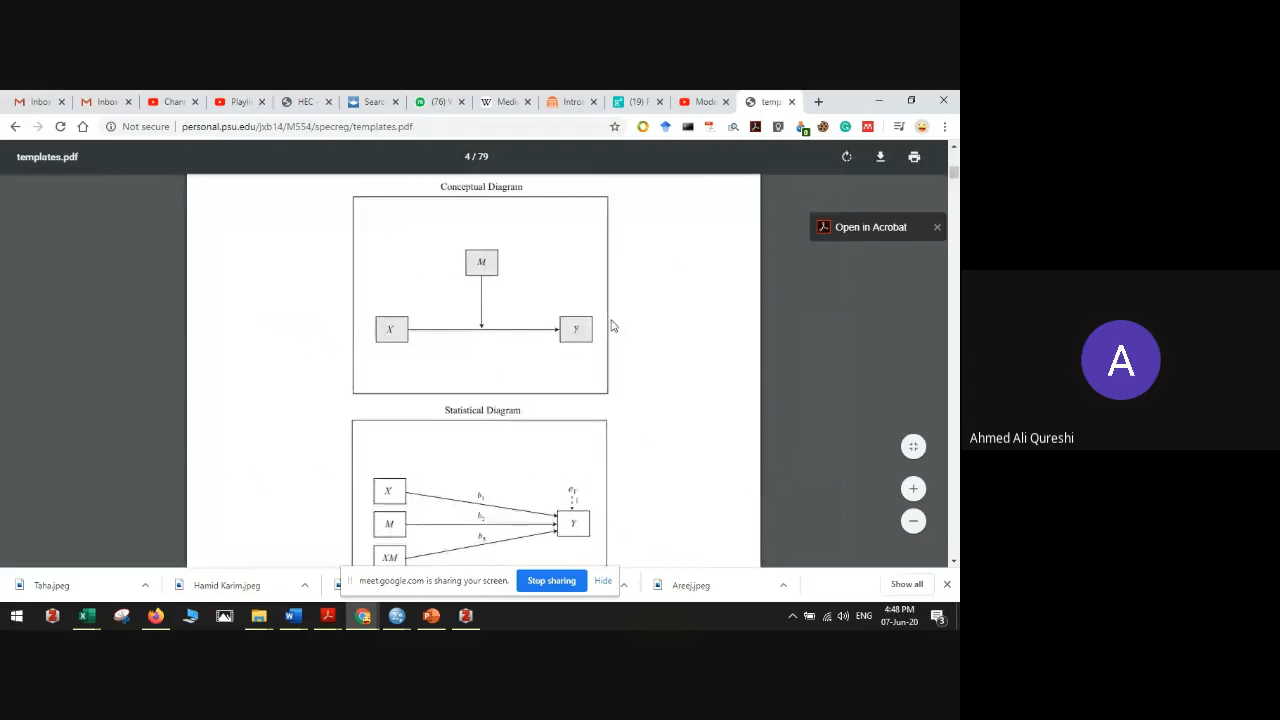 Inbox
Inbox
Chan
Playli
HEC -
Searc
(76) V
Medi
Intro
(19) F
Mode
temp
Not secure
personal.psu.edu/jxb14/M554/specreg/templates.pdf
templates.pdf
4 / 79
Conceptual Diagram
Open in Acrobat
M
X
Y
Statistical Diagram
X
b1
eY
1
M
b2
Y
XM
b3
Ahmed Ali Qureshi
meet.google.com is sharing your screen.
Stop sharing
Hide
Taha.jpeg
Hamid Karim.jpeg
Areej.jpeg
Show all
ENG
4:48 PM
07-Jun-20
3
A